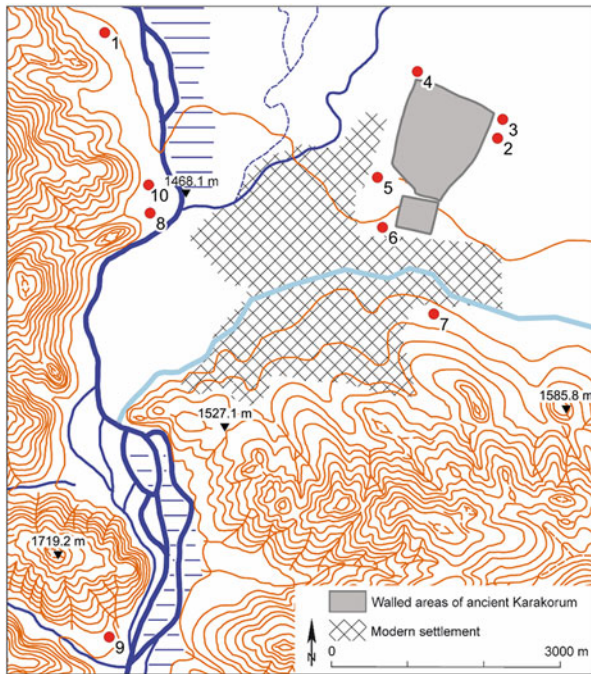 1
4
3
2
10
1468.1 m
5
8
6
7
1527.1 m
1585.8 m
1719.2 m
9
Walled areas of ancient Karakorum
Modern settlement
N
0 3000 m